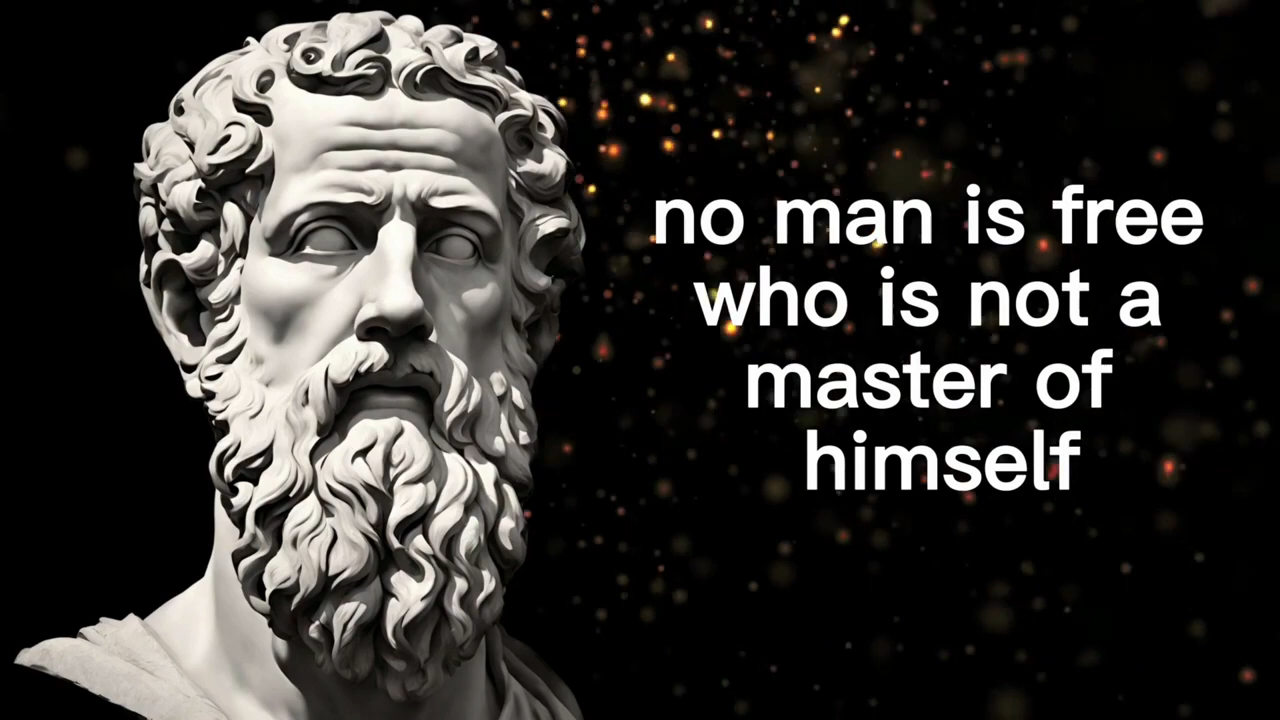 no man is free
who is not a
master of
himself